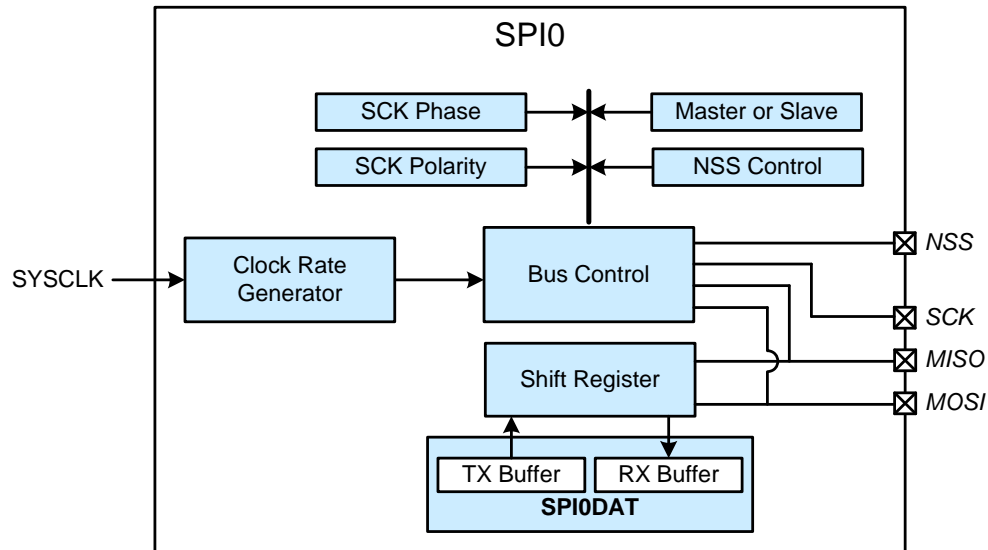 SPI0
SCK Phase
Master or Slave
SCK Polarity
NSS Control
NSS
SYSCLK
Clock Rate
Generator
Bus Control
SCK
Shift Register
MISO
MOSI
TX Buffer
RX Buffer
SPI0DAT